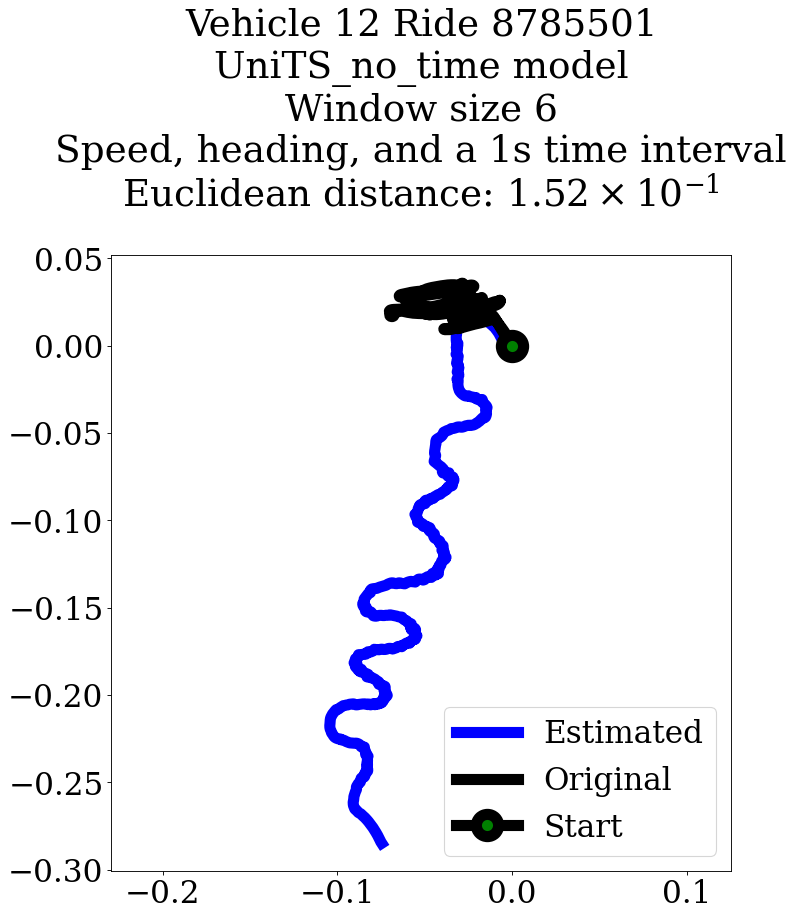 Vehicle 12 Ride 8785501
UniTS_no_time model
Window size 6
Speed, heading, and a 1s time interval
Euclidean distance: 1.52 × 10⁻¹
0.05
0.00
−0.05
−0.10
−0.15
−0.20
−0.25
−0.30
−0.2
−0.1
0.0
0.1
Estimated
Original
Start